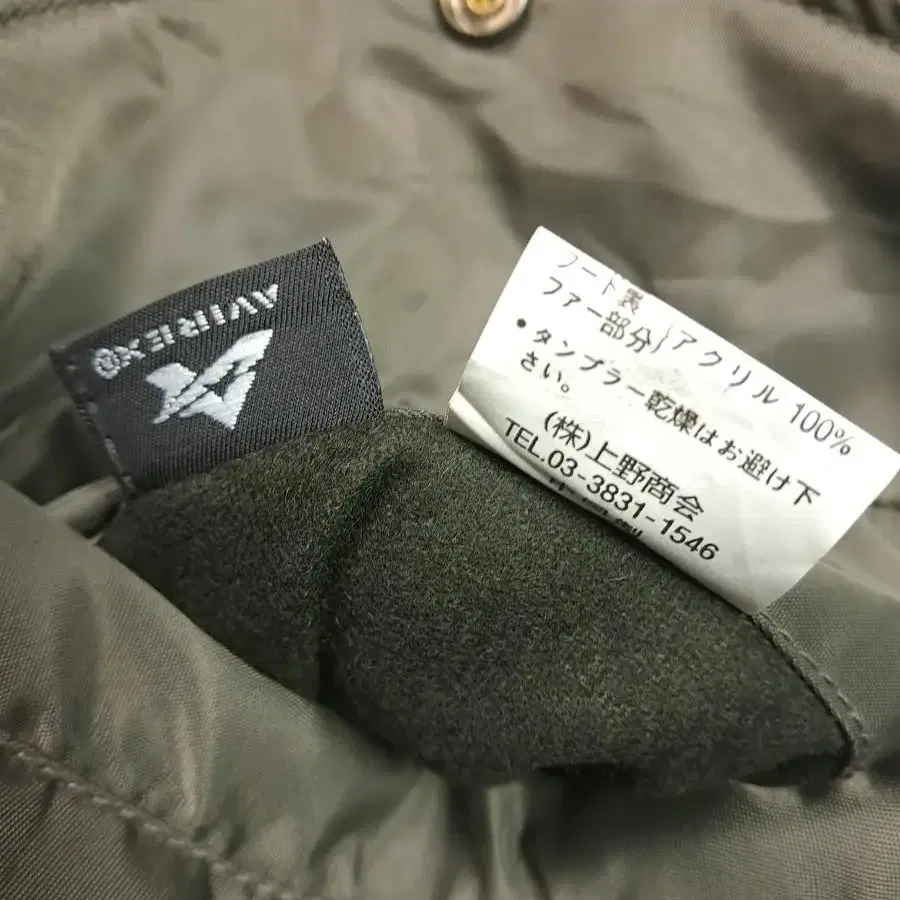 AVIREX®
フード裏
ファー部分
アクリル 100%
・タンブラー乾燥はお避け下
さい。
(株)上野商会
TEL.03-3831-1546